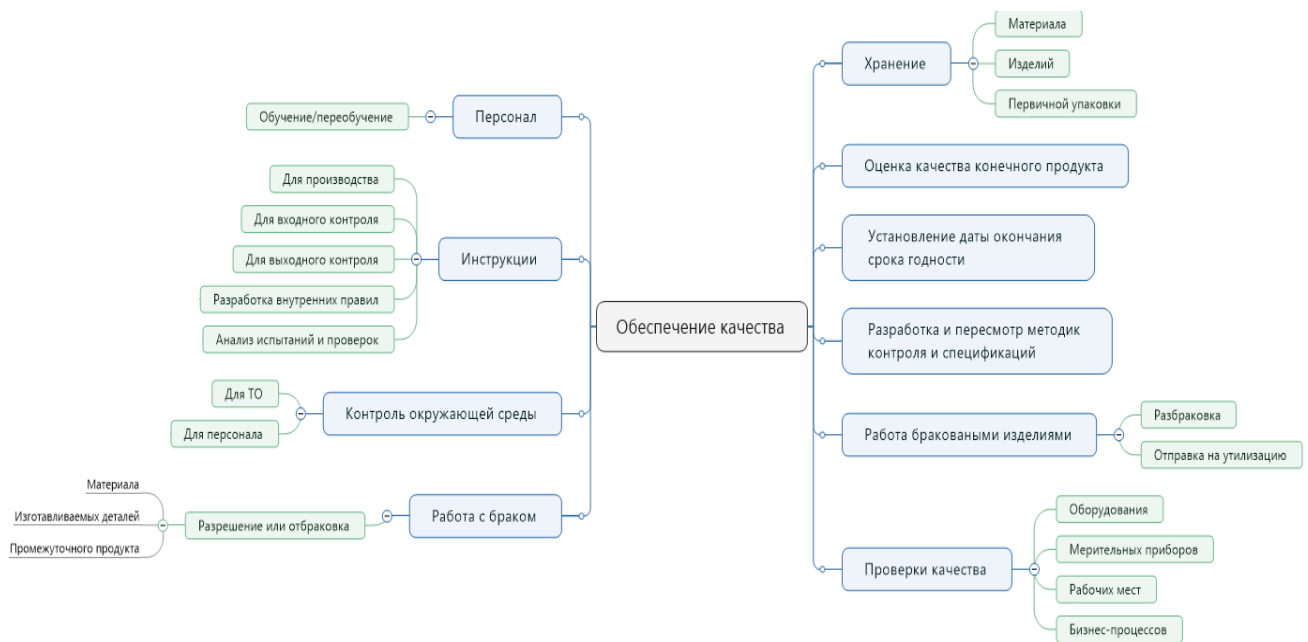 Обеспечение качества
Персонал
Обучение/переобучение
Инструкции
Для производства
Для входного контроля
Для выходного контроля
Разработка внутренних правил
Анализ испытаний и проверок
Контроль окружающей среды
Для ТО
Для персонала
Работа с браком
Разрешение или отбраковка
Материала
Изготавливаемых деталей
Промежуточного продукта
Хранение
Материала
Изделий
Первичной упаковки
Оценка качества конечного продукта
Установление даты окончания
срока годности
Разработка и пересмотр методик
контроля и спецификаций
Работа браковаными изделиями
Разбраковка
Отправка на утилизацию
Проверки качества
Оборудования
Мерительных приборов
Рабочих мест
Бизнес-процессов